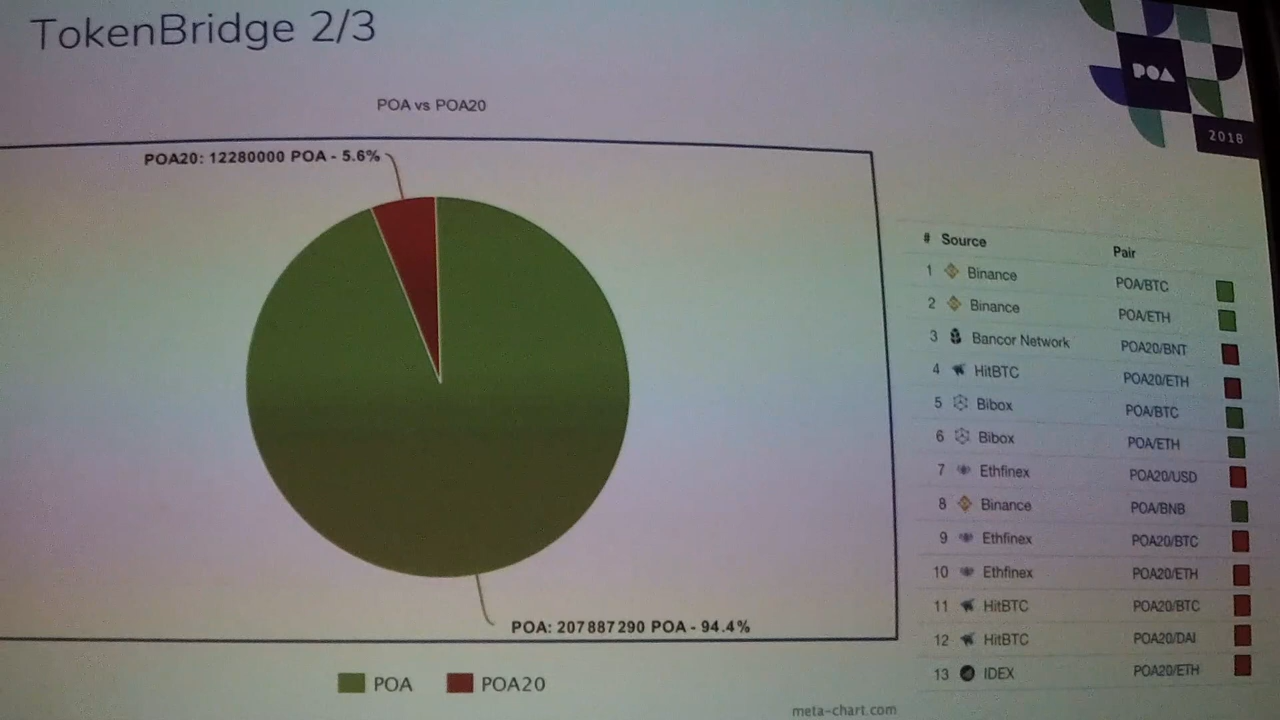 TokenBridge 2/3
POA
2018
POA vs POA20
POA20: 12280000 POA - 5.6%
POA: 207887290 POA - 94.4%
POA POA20
meta-chart.com
# Source Pair
1 Binance POA/BTC
2 Binance POA/ETH
3 Bancor Network POA20/BNT
4 HitBTC POA20/ETH
5 Bibox POA/BTC
6 Bibox POA/ETH
7 Ethfinex POA20/USD
8 Binance POA/BNB
9 Ethfinex POA20/BTC
10 Ethfinex POA20/ETH
11 HitBTC POA20/BTC
12 HitBTC POA20/DAI
13 IDEX POA20/ETH